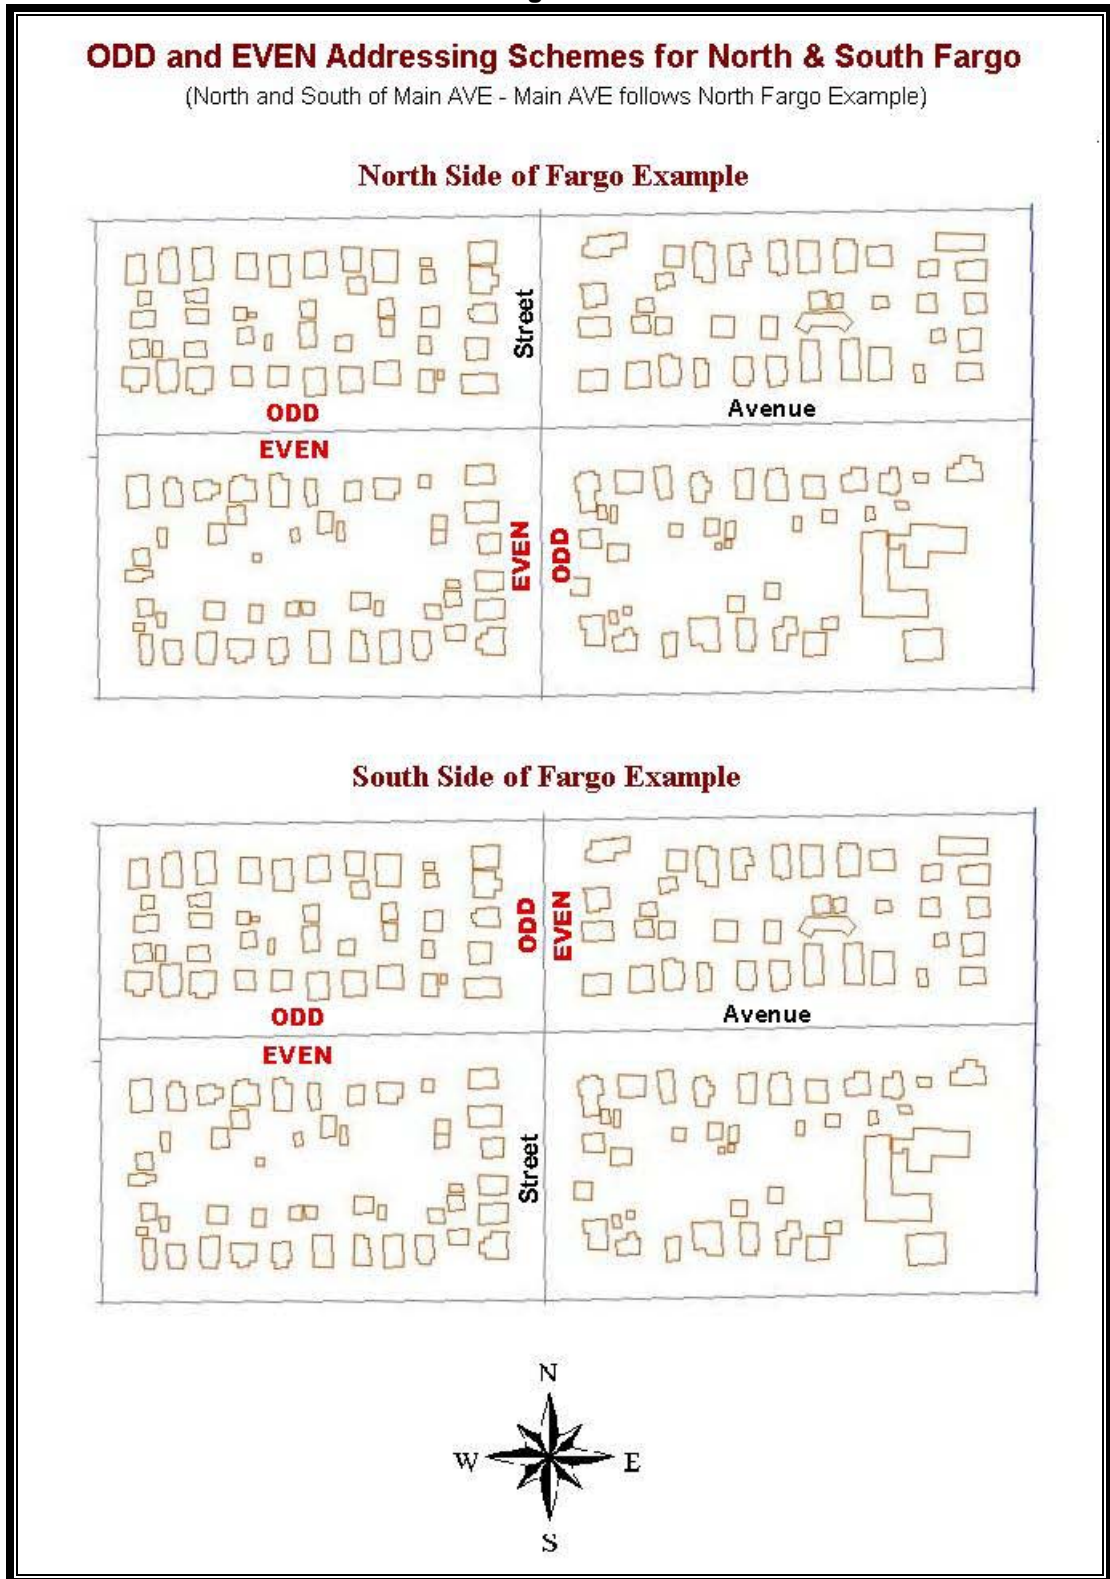 ODD and EVEN Addressing Schemes for North & South Fargo
(North and South of Main AVE - Main AVE follows North Fargo Example)
North Side of Fargo Example
Street
ODD
Avenue
EVEN
EVEN
ODD
South Side of Fargo Example
ODD
EVEN
ODD
Avenue
EVEN
Street
N
W
E
S